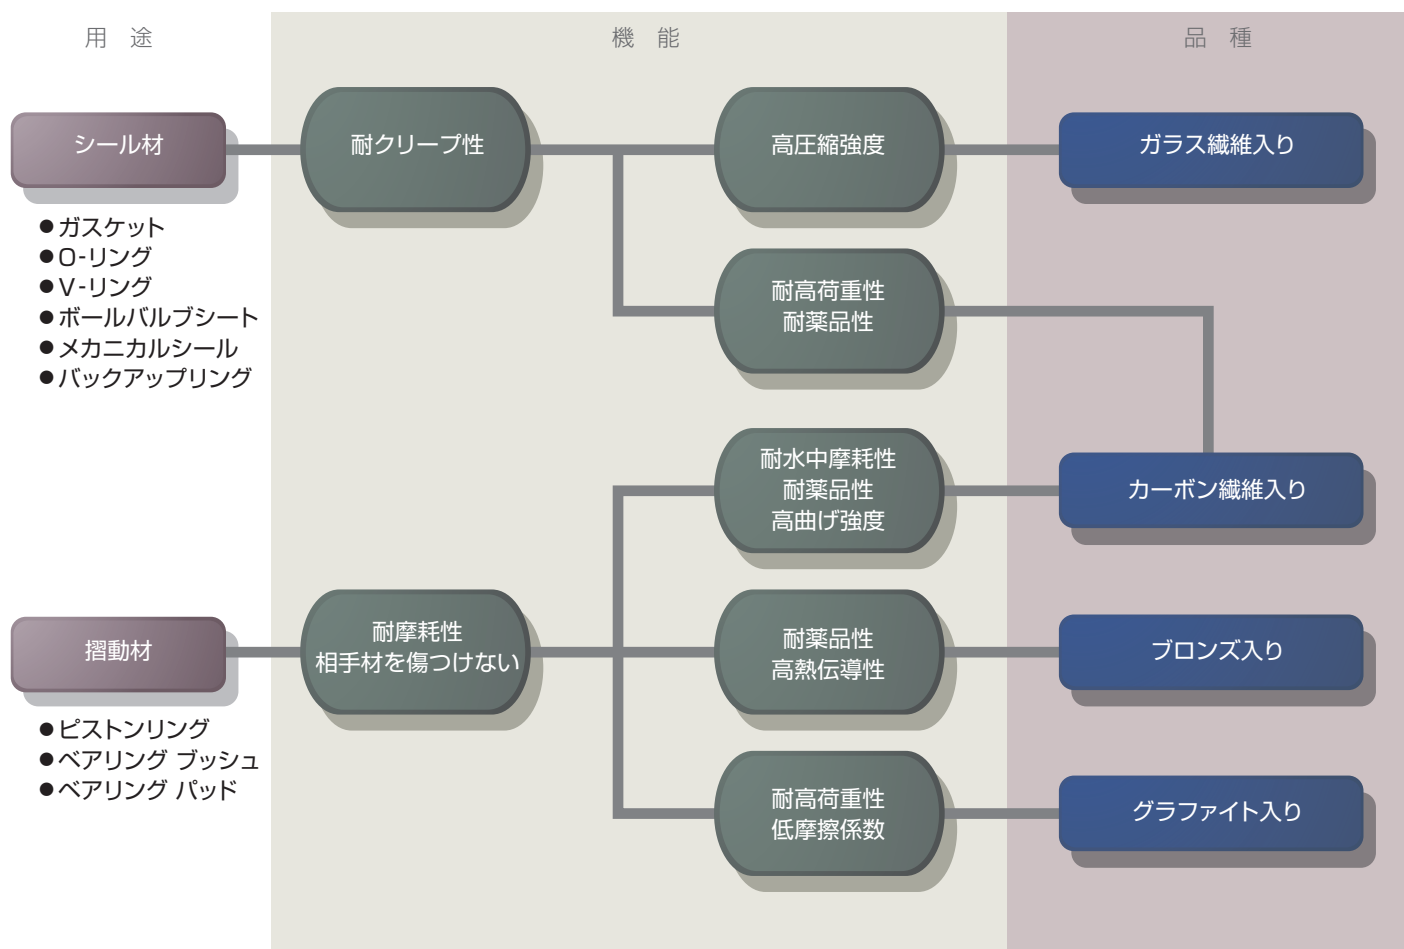 用 途
機 能
品 種
シール材
耐クリープ性
高圧縮強度
ガラス繊維入り
●ガスケット
●O-リング
●V-リング
●ボールバルブシート
●メカニカルシール
●バックアップリング
耐高荷重性
耐薬品性
耐水中摩耗性
耐薬品性
高曲げ強度
カーボン繊維入り
摺動材
耐摩耗性
相手材を傷つけない
耐薬品性
高熱伝導性
ブロンズ入り
●ピストンリング
●ベアリング ブッシュ
●ベアリング パッド
耐高荷重性
低摩擦係数
グラファイト入り